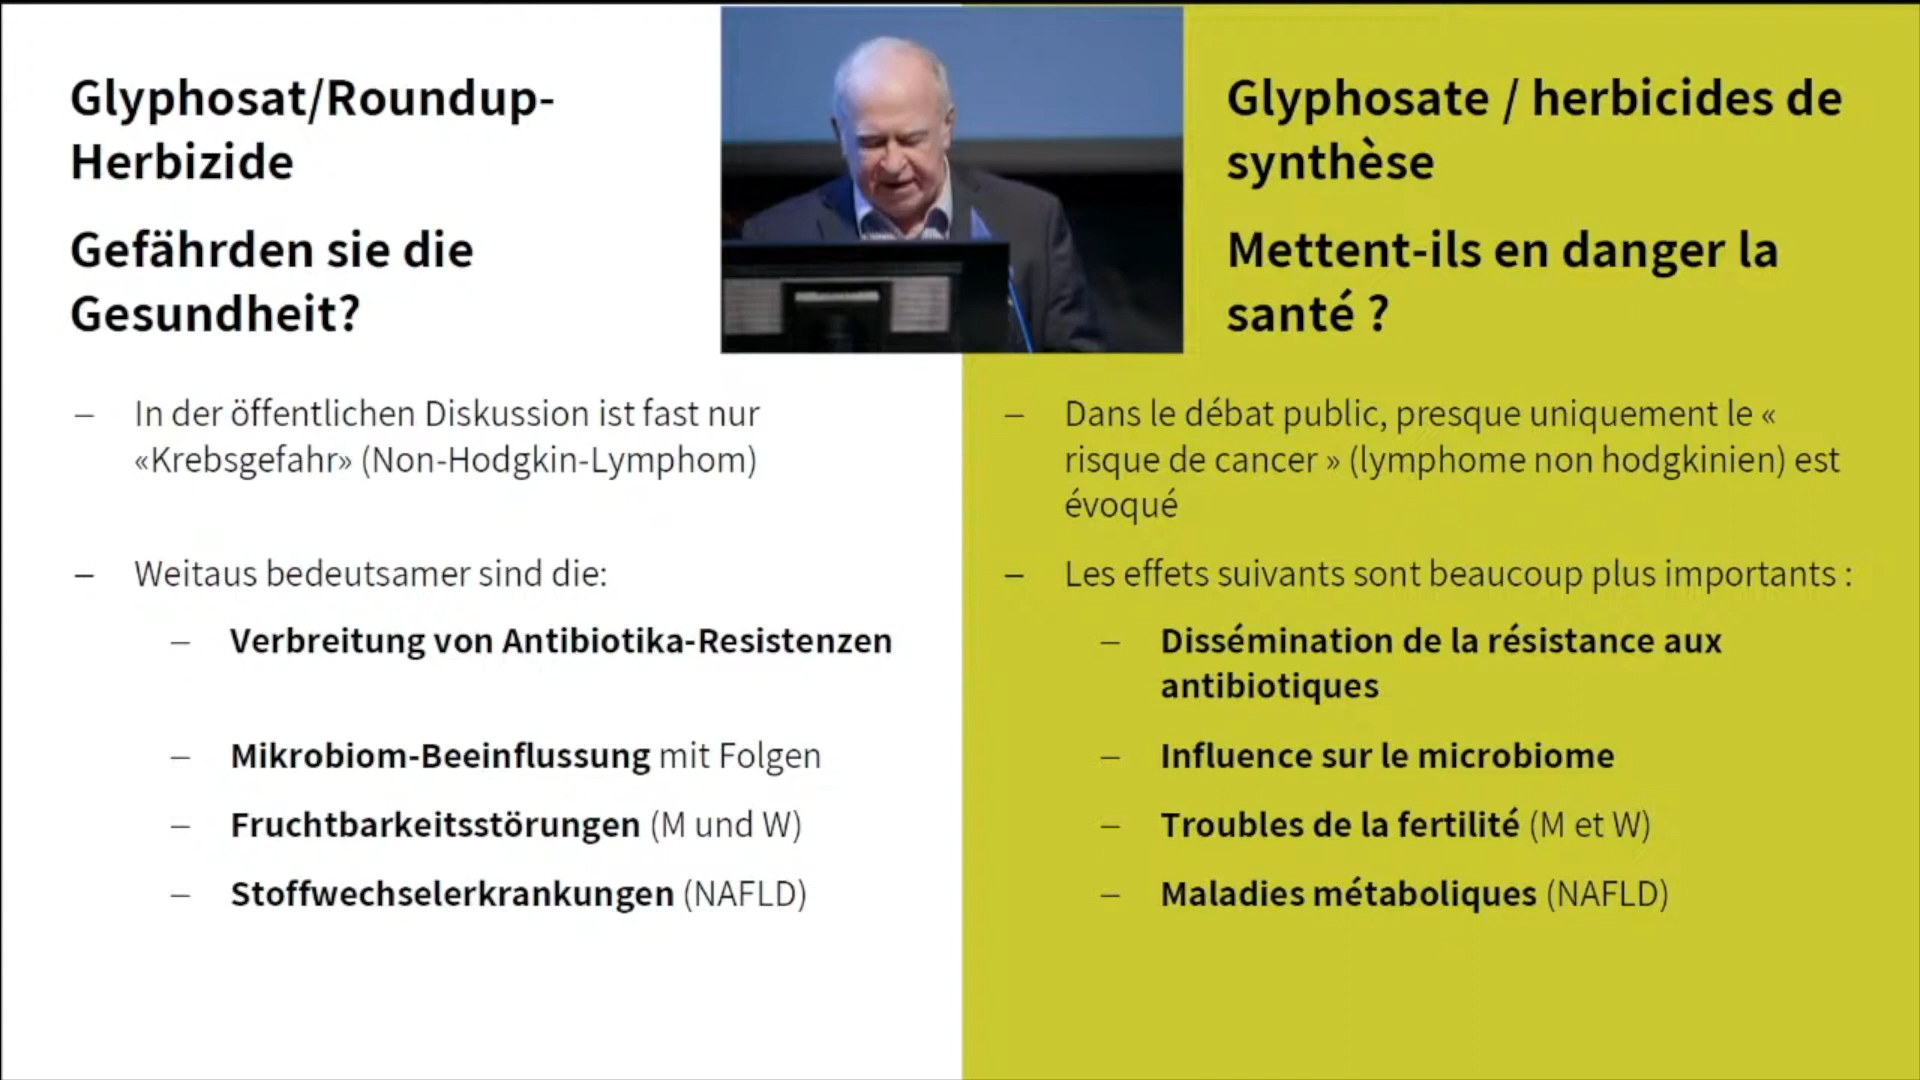 Glyphosat/Roundup-
Herbizide
Gefährden sie die
Gesundheit?
– In der öffentlichen Diskussion ist fast nur
«Krebsgefahr» (Non-Hodgkin-Lymphom)
– Weitaus bedeutsamer sind die:
– Verbreitung von Antibiotika-Resistenzen
– Mikrobiom-Beeinflussung mit Folgen
– Fruchtbarkeitsstörungen (M und W)
– Stoffwechselerkrankungen (NAFLD)
Glyphosate / herbicides de
synthèse
Mettent-ils en danger la
santé ?
– Dans le débat public, presque uniquement le «
risque de cancer » (lymphome non hodgkinien) est
évoqué
– Les effets suivants sont beaucoup plus importants :
– Dissémination de la résistance aux
antibiotiques
– Influence sur le microbiome
– Troubles de la fertilité (M et W)
– Maladies métaboliques (NAFLD)